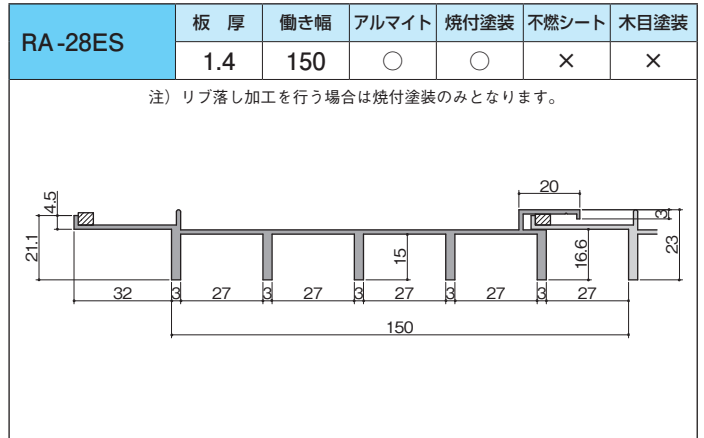 RA-28ES
板 厚 働き幅 アルマイト 焼付塗装 不燃シート 木目塗装
1.4 150 ○ ○ × ×
注）リブ落し加工を行う場合は焼付塗装のみとなります。
20
4.5
3
21.1
15
16.6
23
32 3 27 3 27 3 27 3 27 3 27
150